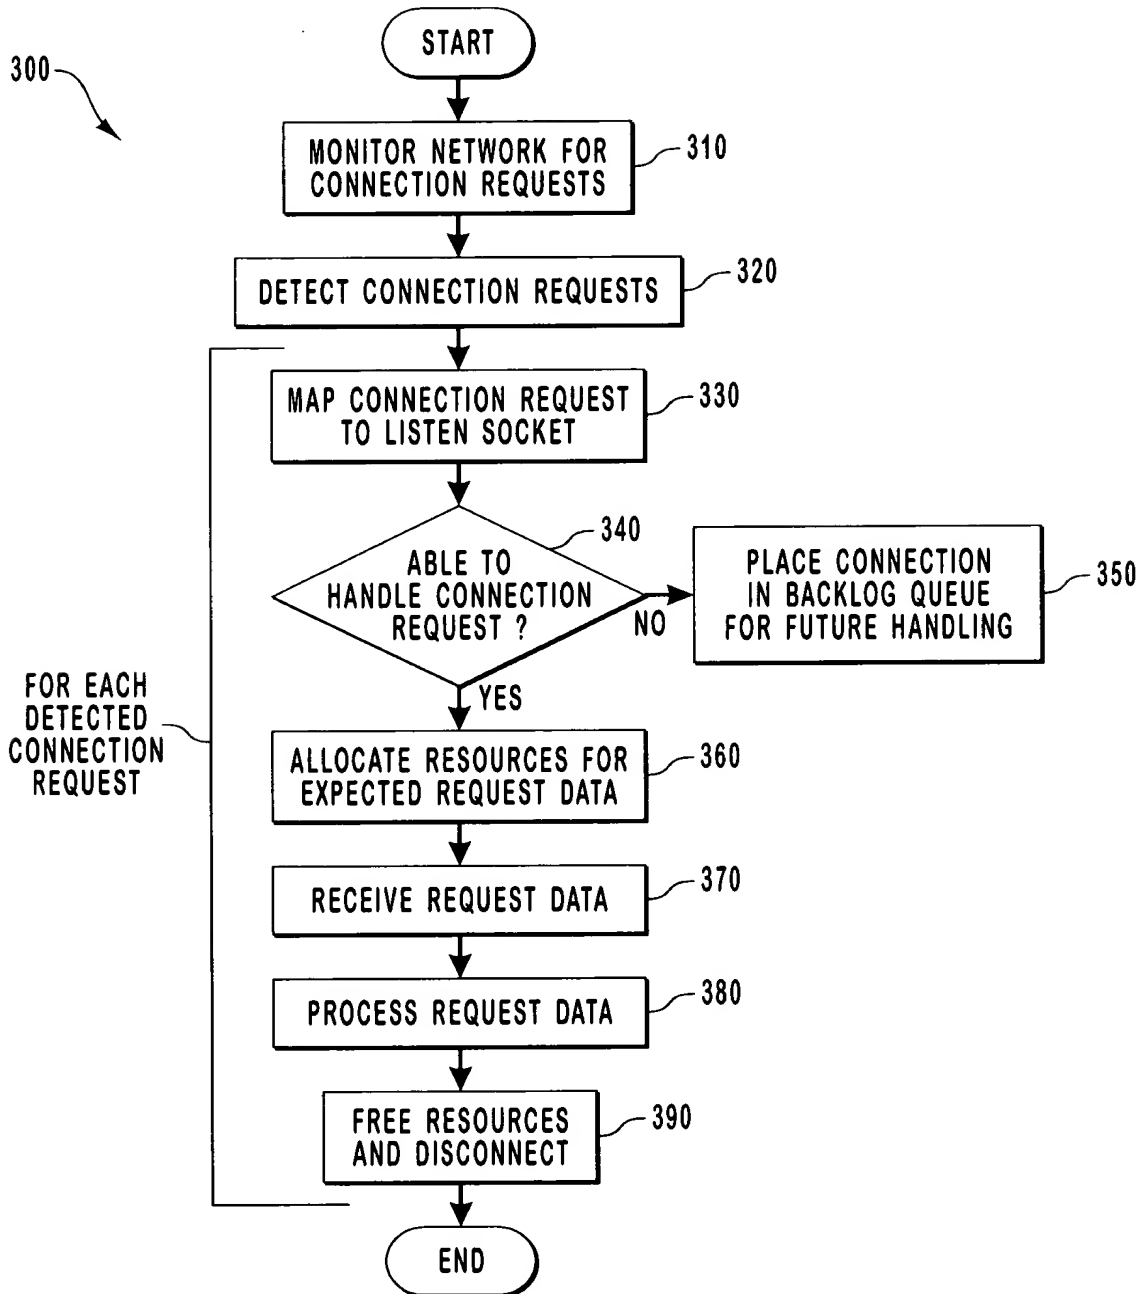 START
300
MONITOR NETWORK FOR
CONNECTION REQUESTS
310
DETECT CONNECTION REQUESTS
320
MAP CONNECTION REQUEST
TO LISTEN SOCKET
330
ABLE TO
HANDLE CONNECTION
REQUEST ?
340
NO
PLACE CONNECTION
IN BACKLOG QUEUE
FOR FUTURE HANDLING
350
YES
FOR EACH
DETECTED
CONNECTION
REQUEST
ALLOCATE RESOURCES FOR
EXPECTED REQUEST DATA
360
RECEIVE REQUEST DATA
370
PROCESS REQUEST DATA
380
FREE RESOURCES
AND DISCONNECT
390
END